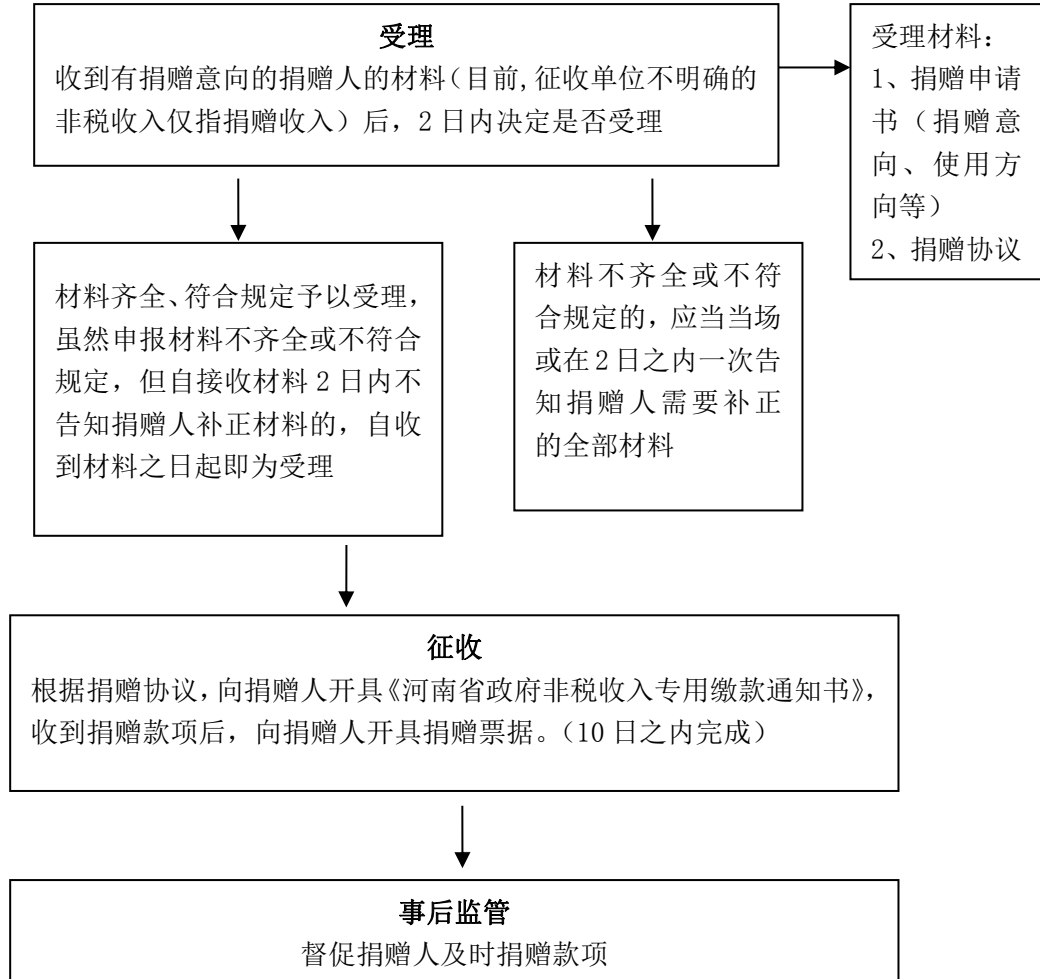 受理
收到有捐赠意向的捐赠人的材料（目前,征收单位不明确的
非税收入仅指捐赠收入）后，2 日内决定是否受理
受理材料：
1、捐赠申请
书（捐赠意
向、使用方
向等）
2、捐赠协议
材料齐全、符合规定予以受理，
虽然申报材料不齐全或不符合
规定，但自接收材料 2 日内不
告知捐赠人补正材料的，自收
到材料之日起即为受理
材料不齐全或不符
合规定的，应当当场
或在 2 日之内一次告
知捐赠人需要补正
的全部材料
征收
根据捐赠协议，向捐赠人开具《河南省政府非税收入专用缴款通知书》，
收到捐赠款项后，向捐赠人开具捐赠票据。（10 日之内完成）
事后监管
督促捐赠人及时捐赠款项